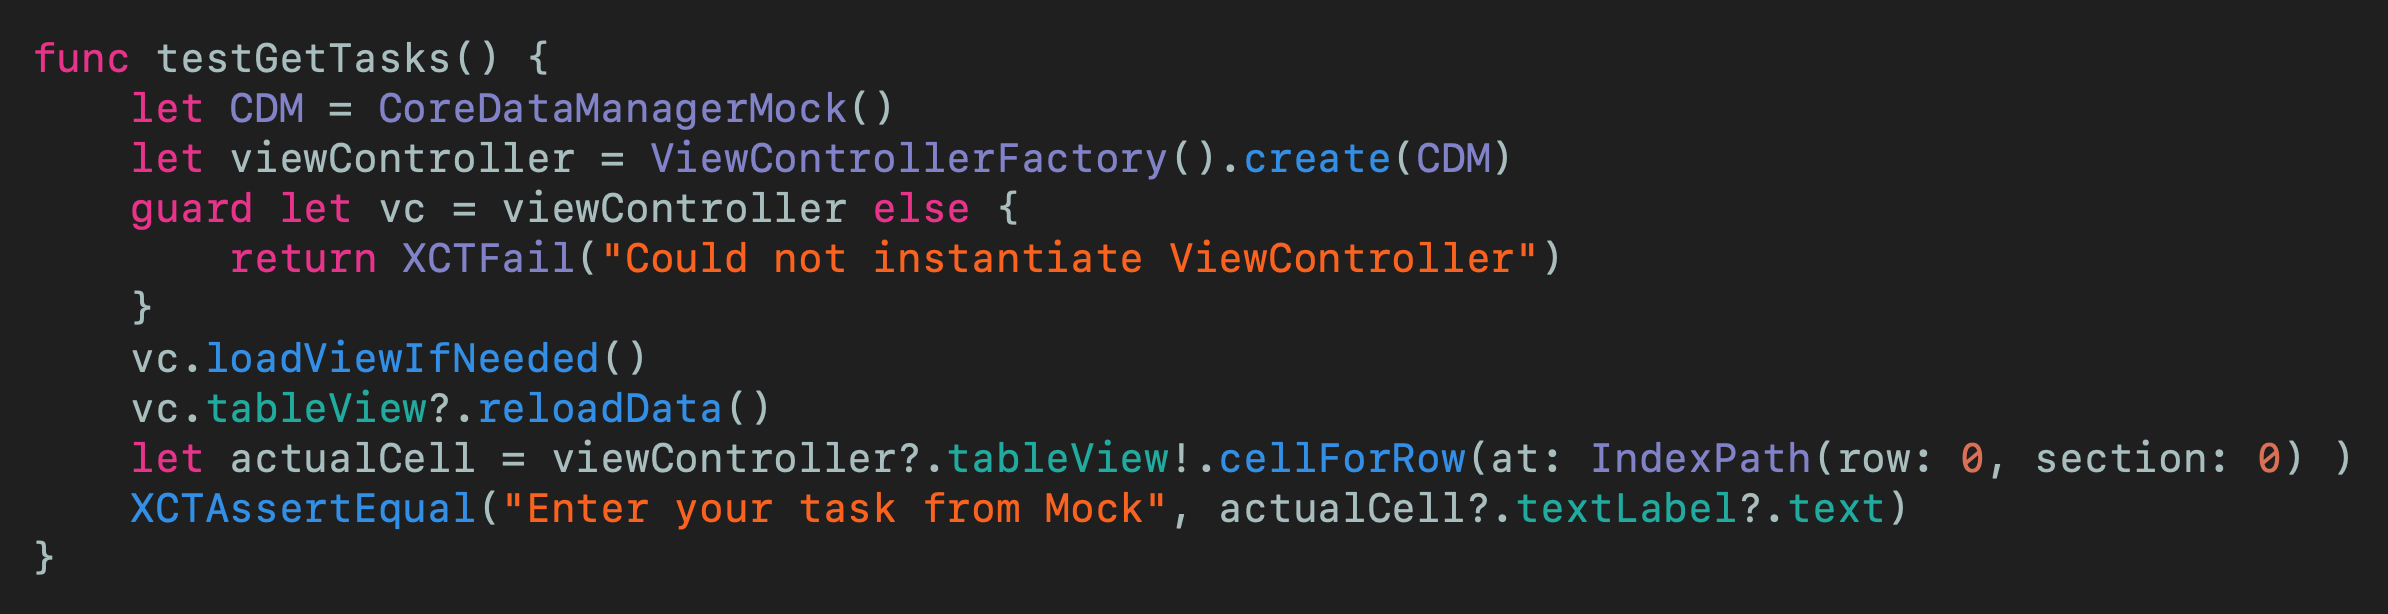 func testGetTasks() {
    let CDM = CoreDataManagerMock()
    let viewController = ViewControllerFactory().create(CDM)
    guard let vc = viewController else {
        return XCTFail("Could not instantiate ViewController")
    }
    vc.loadViewIfNeeded()
    vc.tableView?.reloadData()
    let actualCell = viewController?.tableView!.cellForRow(at: IndexPath(row: 0, section: 0) )
    XCTAssertEqual("Enter your task from Mock", actualCell?.textLabel?.text)
}